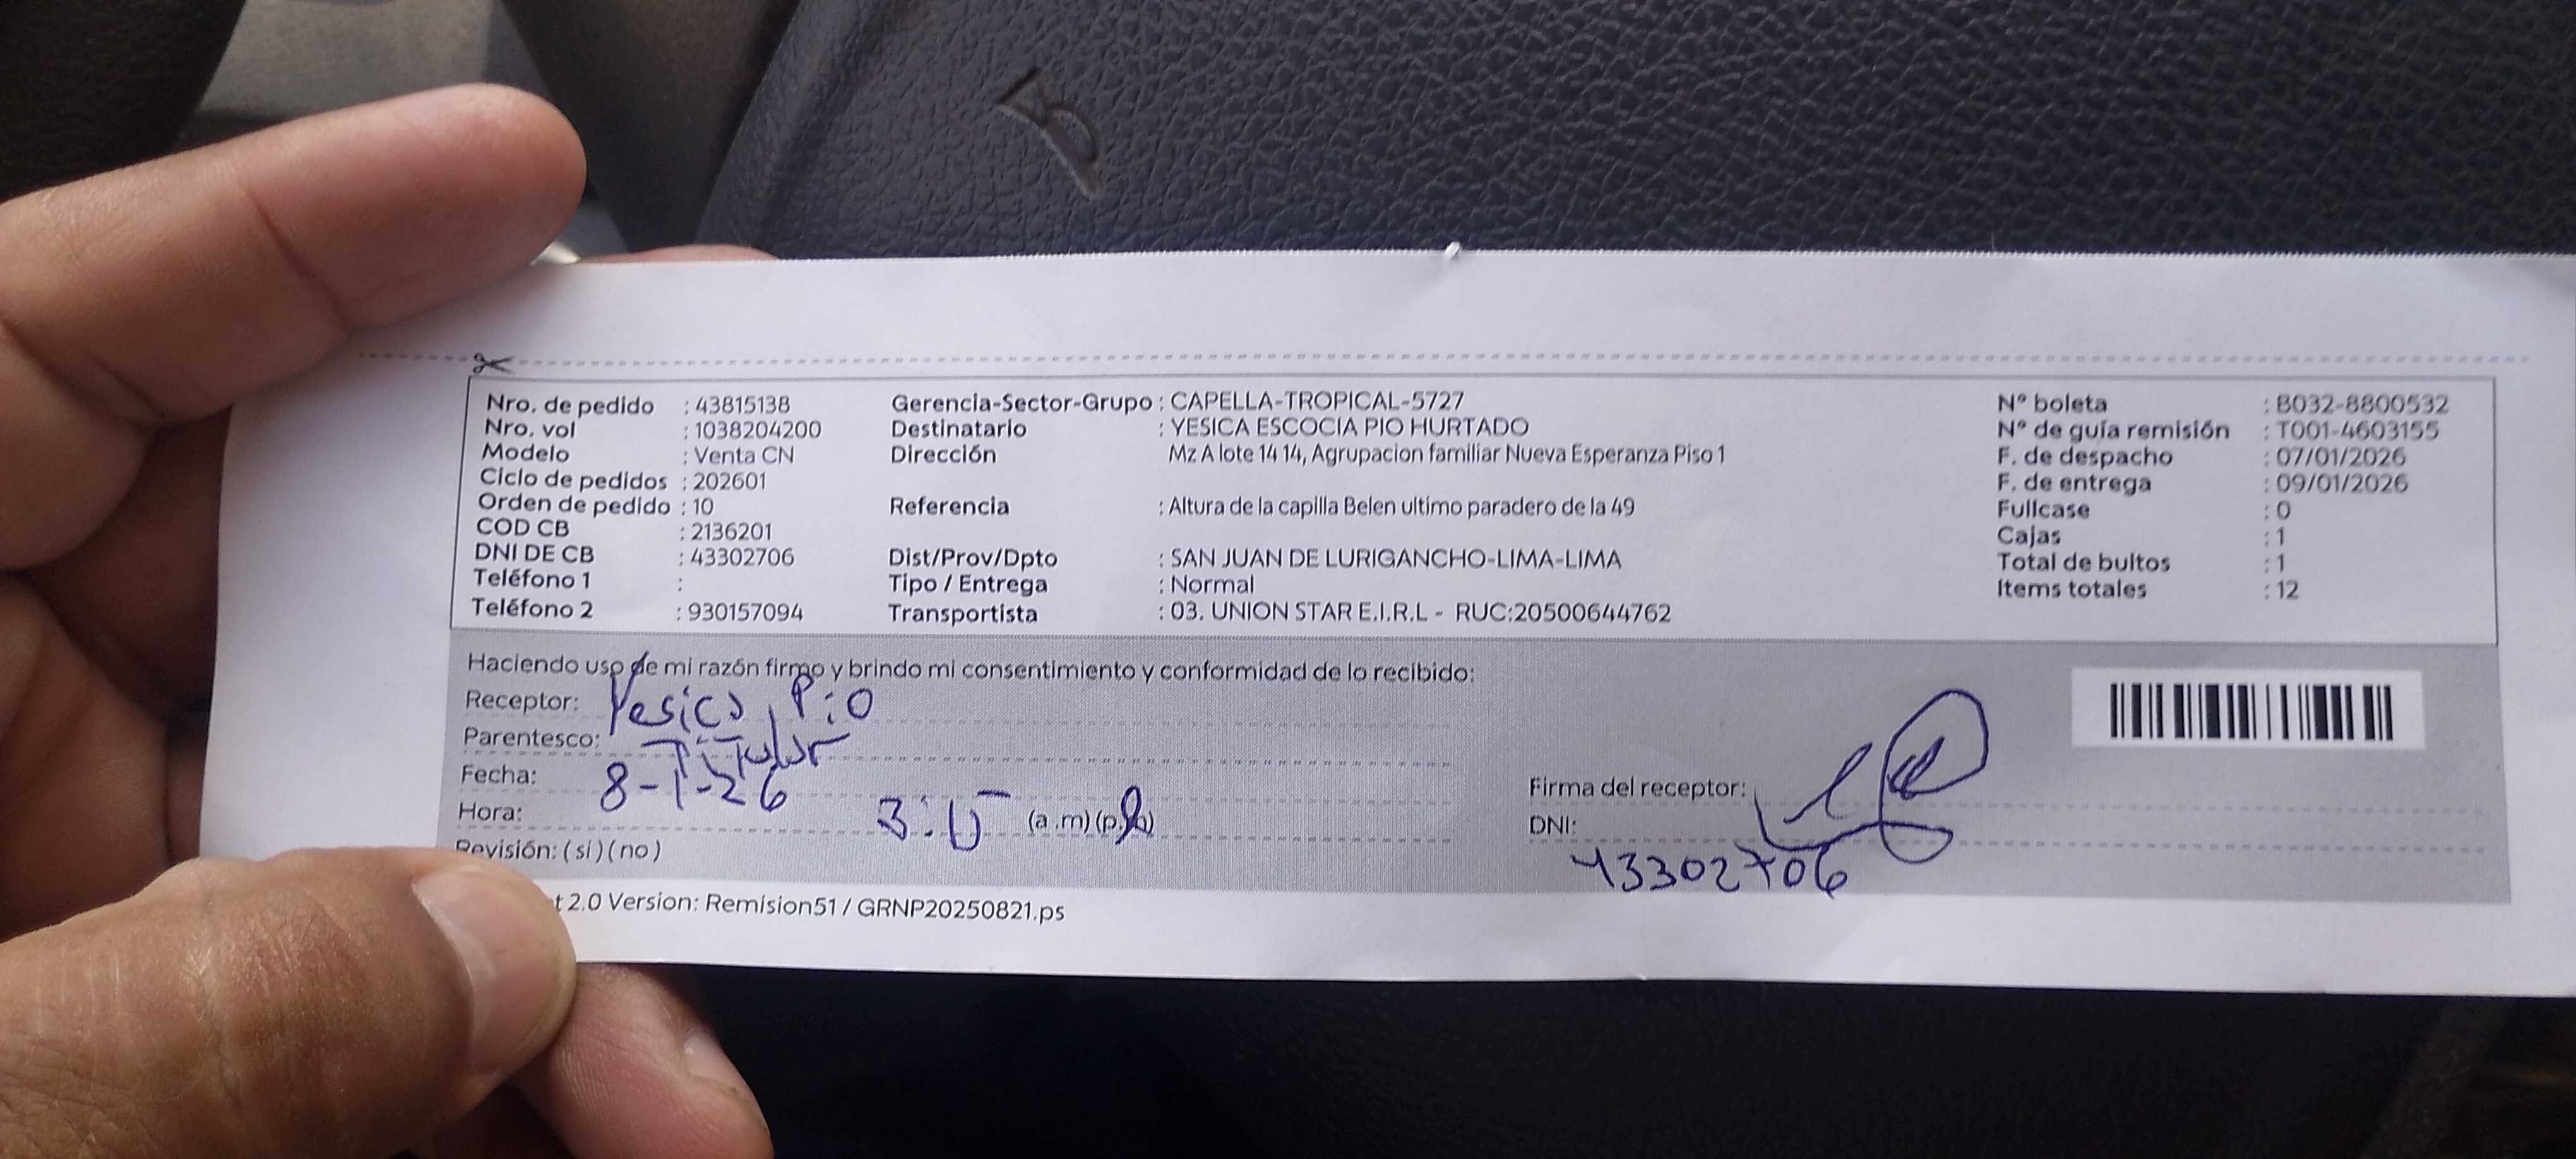 Nro. de pedido : 43815138 Gerencia-Sector-Grupo : CAPELLA-TROPICAL-5727 N° boleta : B032-8800532
Nro. vol : 1038204200 Destinatario : YESICA ESCOCIA PIO HURTADO N° de guía remisión : T001-4603155
Modelo : Venta CN Dirección Mz A lote 14 14, Agrupacion familiar Nueva Esperanza Piso 1 F. de despacho : 07/01/2026
Ciclo de pedidos : 202601 F. de entrega : 09/01/2026
Orden de pedido : 10 Referencia : Altura de la capilla Belen ultimo paradero de la 49 Fullcase : 0
COD CB : 2136201 Cajas : 1
DNI DE CB : 43302706 Dist/Prov/Dpto : SAN JUAN DE LURIGANCHO-LIMA-LIMA Total de bultos : 1
Teléfono 1 : Tipo / Entrega : Normal Items totales : 12
Teléfono 2 : 930157094 Transportista : 03. UNION STAR E.I.R.L - RUC:20500644762
Haciendo uso de mi razón firmo y brindo mi consentimiento y conformidad de lo recibido:
Receptor: Yesica Pio
Parentesco: Titular
Fecha: 8-1-26
Firma del receptor:
Hora: (a .m) (p.m)
DNI: 43302706
Revisión: ( si ) ( no )
2.0 Version: Remision51 / GRNP20250821.ps